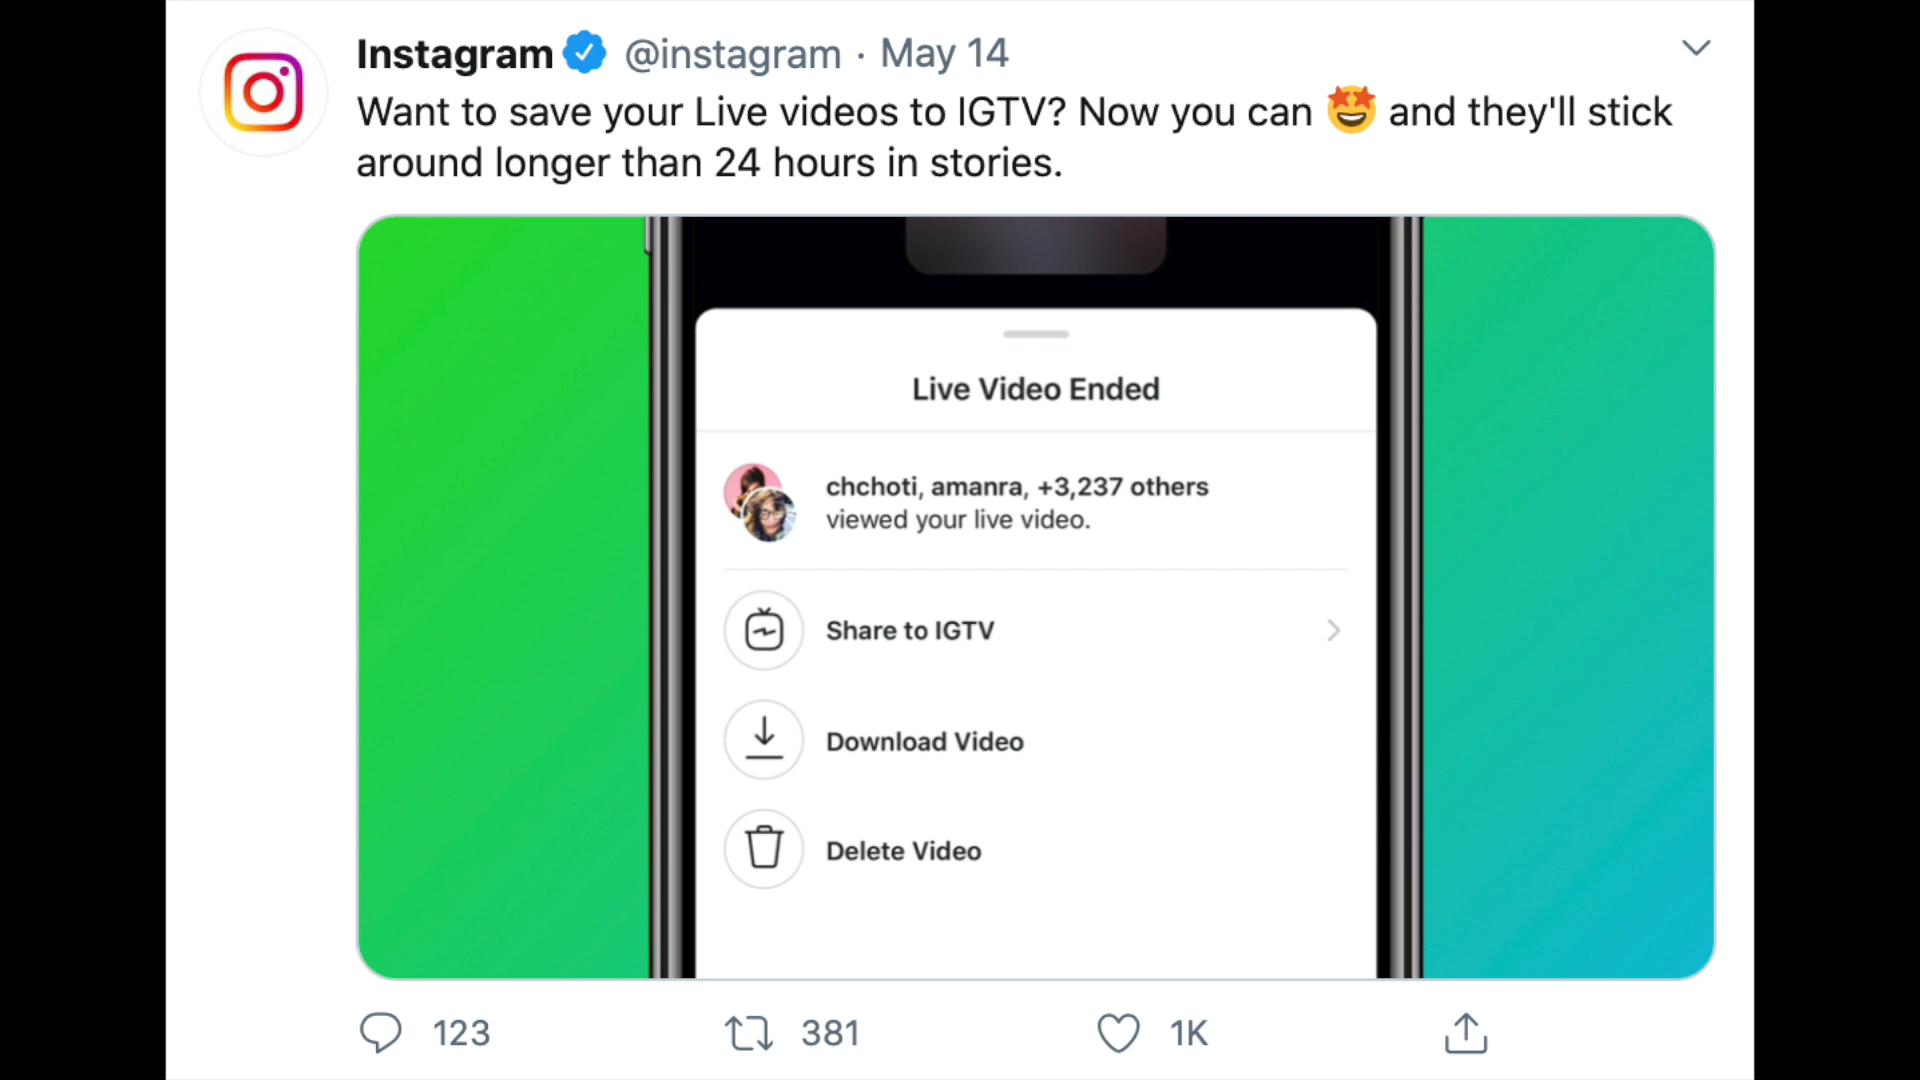 Instagram @instagram · May 14
Want to save your Live videos to IGTV? Now you can 🤩 and they'll stick
around longer than 24 hours in stories.
Live Video Ended
chchoti, amanra, +3,237 others
viewed your live video.
Share to IGTV
Download Video
Delete Video
123 381 1K